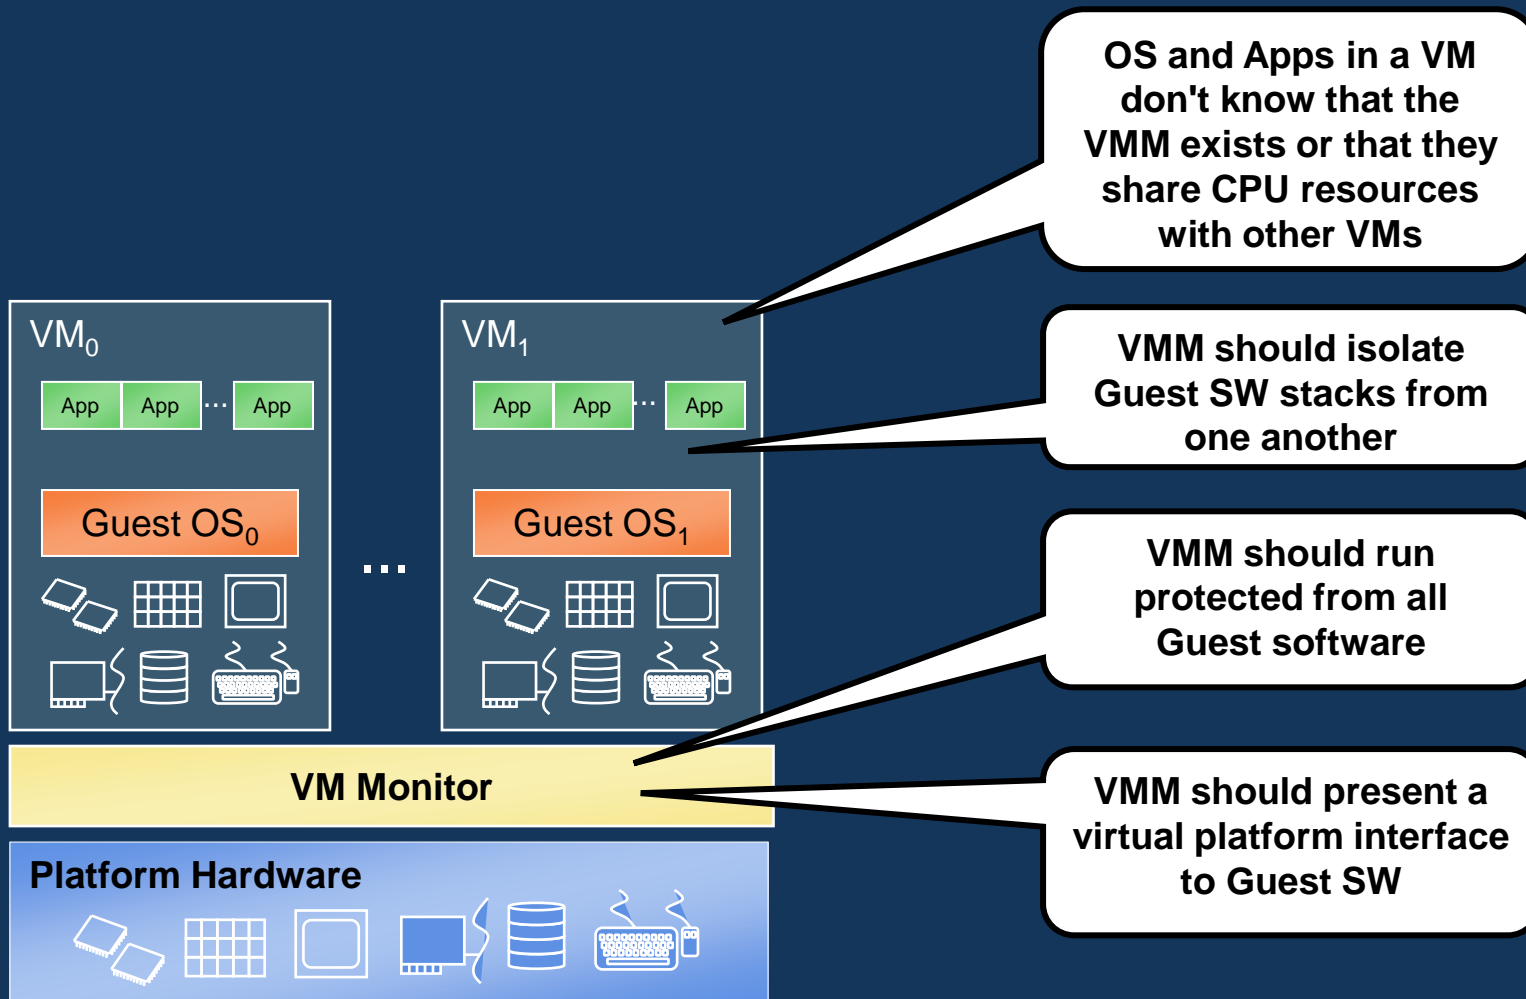 OS and Apps in a VM
don't know that the
VMM exists or that they
share CPU resources
with other VMs
VM0
App App ... App
Guest OS0
...
VM1
App App ... App
Guest OS1
VMM should isolate
Guest SW stacks from
one another
VMM should run
protected from all
Guest software
VM Monitor
VMM should present a
virtual platform interface
to Guest SW
Platform Hardware